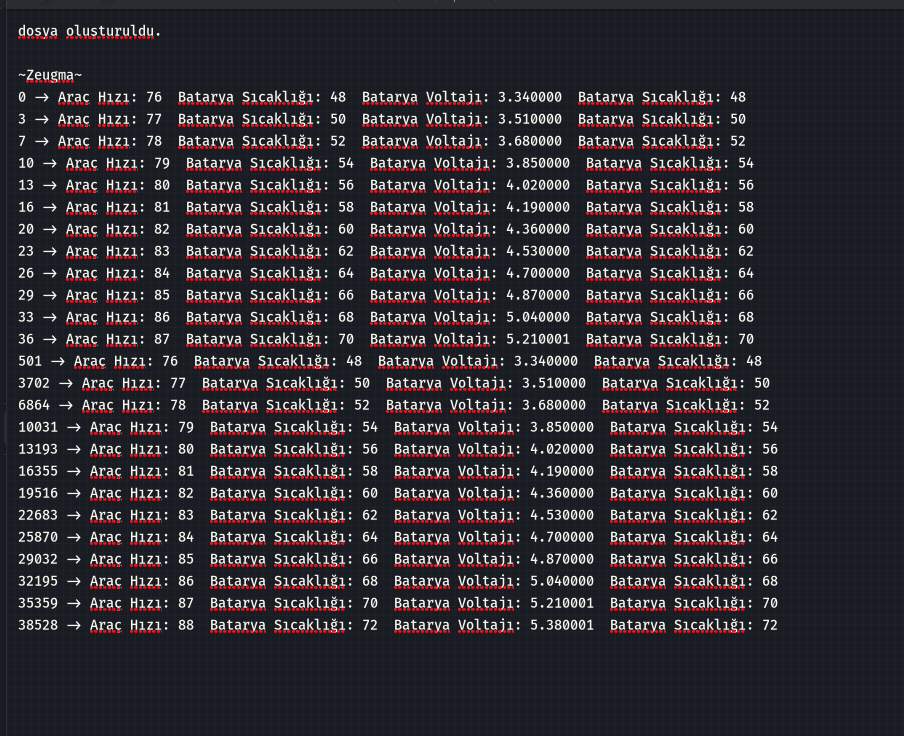 dosya olusturuldu.
~Zeugma~
0 -> Araç Hızı: 76  Batarya Sıcaklığı: 48  Batarya Voltajı: 3.340000  Batarya Sıcaklığı: 48
3 -> Araç Hızı: 77  Batarya Sıcaklığı: 50  Batarya Voltajı: 3.510000  Batarya Sıcaklığı: 50
7 -> Araç Hızı: 78  Batarya Sıcaklığı: 52  Batarya Voltajı: 3.680000  Batarya Sıcaklığı: 52
10 -> Araç Hızı: 79  Batarya Sıcaklığı: 54  Batarya Voltajı: 3.850000  Batarya Sıcaklığı: 54
13 -> Araç Hızı: 80  Batarya Sıcaklığı: 56  Batarya Voltajı: 4.020000  Batarya Sıcaklığı: 56
16 -> Araç Hızı: 81  Batarya Sıcaklığı: 58  Batarya Voltajı: 4.190000  Batarya Sıcaklığı: 58
20 -> Araç Hızı: 82  Batarya Sıcaklığı: 60  Batarya Voltajı: 4.360000  Batarya Sıcaklığı: 60
23 -> Araç Hızı: 83  Batarya Sıcaklığı: 62  Batarya Voltajı: 4.530000  Batarya Sıcaklığı: 62
26 -> Araç Hızı: 84  Batarya Sıcaklığı: 64  Batarya Voltajı: 4.700000  Batarya Sıcaklığı: 64
29 -> Araç Hızı: 85  Batarya Sıcaklığı: 66  Batarya Voltajı: 4.870000  Batarya Sıcaklığı: 66
33 -> Araç Hızı: 86  Batarya Sıcaklığı: 68  Batarya Voltajı: 5.040000  Batarya Sıcaklığı: 68
36 -> Araç Hızı: 87  Batarya Sıcaklığı: 70  Batarya Voltajı: 5.210001  Batarya Sıcaklığı: 70
501 -> Araç Hızı: 76  Batarya Sıcaklığı: 48  Batarya Voltajı: 3.340000  Batarya Sıcaklığı: 48
3702 -> Araç Hızı: 77  Batarya Sıcaklığı: 50  Batarya Voltajı: 3.510000  Batarya Sıcaklığı: 50
6864 -> Araç Hızı: 78  Batarya Sıcaklığı: 52  Batarya Voltajı: 3.680000  Batarya Sıcaklığı: 52
10031 -> Araç Hızı: 79  Batarya Sıcaklığı: 54  Batarya Voltajı: 3.850000  Batarya Sıcaklığı: 54
13193 -> Araç Hızı: 80  Batarya Sıcaklığı: 56  Batarya Voltajı: 4.020000  Batarya Sıcaklığı: 56
16355 -> Araç Hızı: 81  Batarya Sıcaklığı: 58  Batarya Voltajı: 4.190000  Batarya Sıcaklığı: 58
19516 -> Araç Hızı: 82  Batarya Sıcaklığı: 60  Batarya Voltajı: 4.360000  Batarya Sıcaklığı: 60
22683 -> Araç Hızı: 83  Batarya Sıcaklığı: 62  Batarya Voltajı: 4.530000  Batarya Sıcaklığı: 62
25870 -> Araç Hızı: 84  Batarya Sıcaklığı: 64  Batarya Voltajı: 4.700000  Batarya Sıcaklığı: 64
29032 -> Araç Hızı: 85  Batarya Sıcaklığı: 66  Batarya Voltajı: 4.870000  Batarya Sıcaklığı: 66
32195 -> Araç Hızı: 86  Batarya Sıcaklığı: 68  Batarya Voltajı: 5.040000  Batarya Sıcaklığı: 68
35359 -> Araç Hızı: 87  Batarya Sıcaklığı: 70  Batarya Voltajı: 5.210001  Batarya Sıcaklığı: 70
38528 -> Araç Hızı: 88  Batarya Sıcaklığı: 72  Batarya Voltajı: 5.380001  Batarya Sıcaklığı: 72